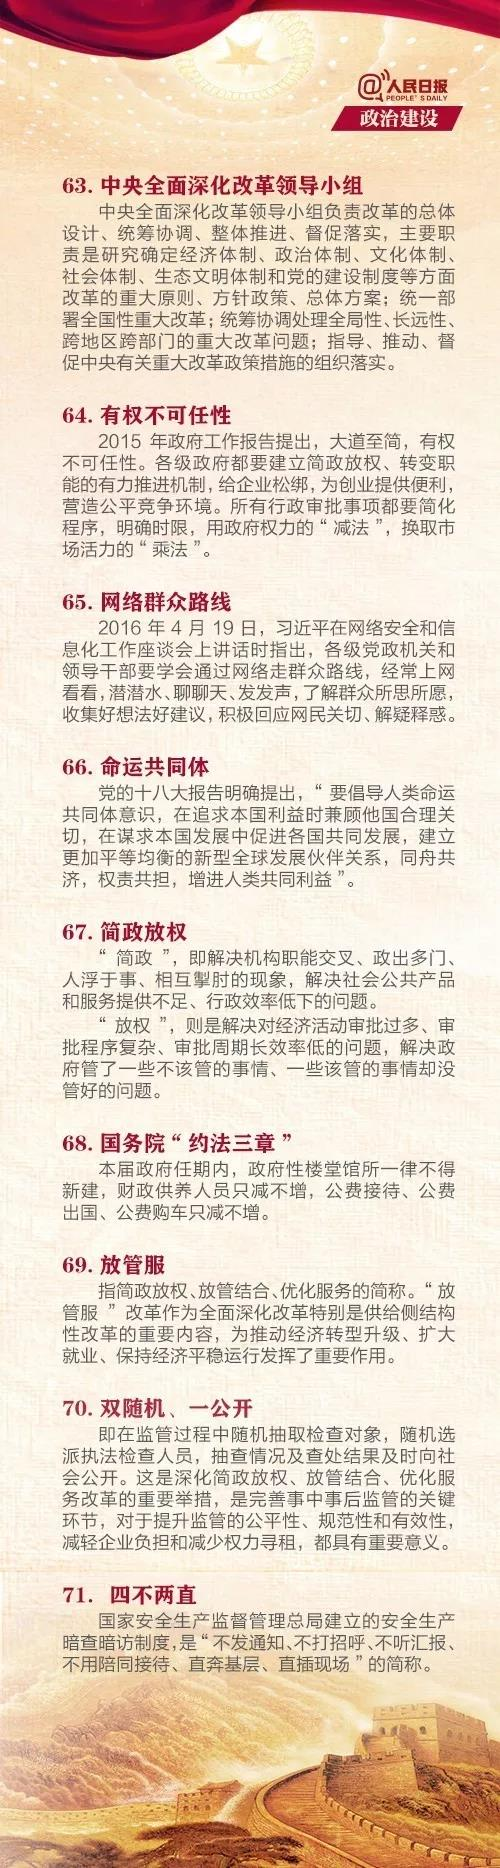 @人民日报
PEOPLE'S DAILY
政治建设
63. 中央全面深化改革领导小组
中央全面深化改革领导小组负责改革的总体
设计、统筹协调、整体推进、督促落实，主要职
责是研究确定经济体制、政治体制、文化体制、
社会体制、生态文明体制和党的建设制度等方面
改革的重大原则、方针政策、总体方案；统一部
署全国性重大改革；统筹协调处理全局性、长远性、
跨地区跨部门的重大改革问题；指导、推动、督
促中央有关重大改革政策措施的组织落实。
64. 有权不可任性
2015 年政府工作报告提出，大道至简，有权
不可任性。各级政府都要建立简政放权、转变职
能的有力推进机制，给企业松绑，为创业提供便利，
营造公平竞争环境。所有行政审批事项都要简化
程序，明确时限，用政府权力的“减法”，换取市
场活力的“乘法”。
65. 网络群众路线
2016 年 4 月 19 日，习近平在网络安全和信
息化工作座谈会上讲话时指出，各级党政机关和
领导干部要学会通过网络走群众路线，经常上网
看看，潜潜水、聊聊天、发发声，了解群众所思所愿，
收集好想法好建议，积极回应网民关切、解疑释惑。
66. 命运共同体
党的十八大报告明确提出，“要倡导人类命运
共同体意识，在追求本国利益时兼顾他国合理关
切，在谋求本国发展中促进各国共同发展，建立
更加平等均衡的新型全球发展伙伴关系，同舟共
济，权责共担，增进人类共同利益”。
67. 简政放权
“简政”，即解决机构职能交叉、政出多门、
人浮于事、相互掣肘的现象，解决社会公共产品
和服务提供不足、行政效率低下的问题。
“放权”，则是解决对经济活动审批过多、审
批程序复杂、审批周期长效率低的问题，解决政
府管了一些不该管的事情、一些该管的事情却没
管好的问题。
68. 国务院“约法三章”
本届政府任期内，政府性楼堂馆所一律不得
新建，财政供养人员只减不增，公费接待、公费
出国、公费购车只减不增。
69. 放管服
指简政放权、放管结合、优化服务的简称。“放
管服”改革作为全面深化改革特别是供给侧结构
性改革的重要内容，为推动经济转型升级、扩大
就业、保持经济平稳运行发挥了重要作用。
70. 双随机、一公开
即在监管过程中随机抽取检查对象，随机选
派执法检查人员，抽查情况及查处结果及时向社
会公开。这是深化简政放权、放管结合、优化服
务改革的重要举措，是完善事中事后监管的关键
环节，对于提升监管的公平性、规范性和有效性，
减轻企业负担和减少权力寻租，都具有重要意义。
71. 四不两直
国家安全生产监督管理总局建立的安全生产
暗查暗访制度，是“不发通知、不打招呼、不听汇报、
不用陪同接待、直奔基层、直插现场”的简称。